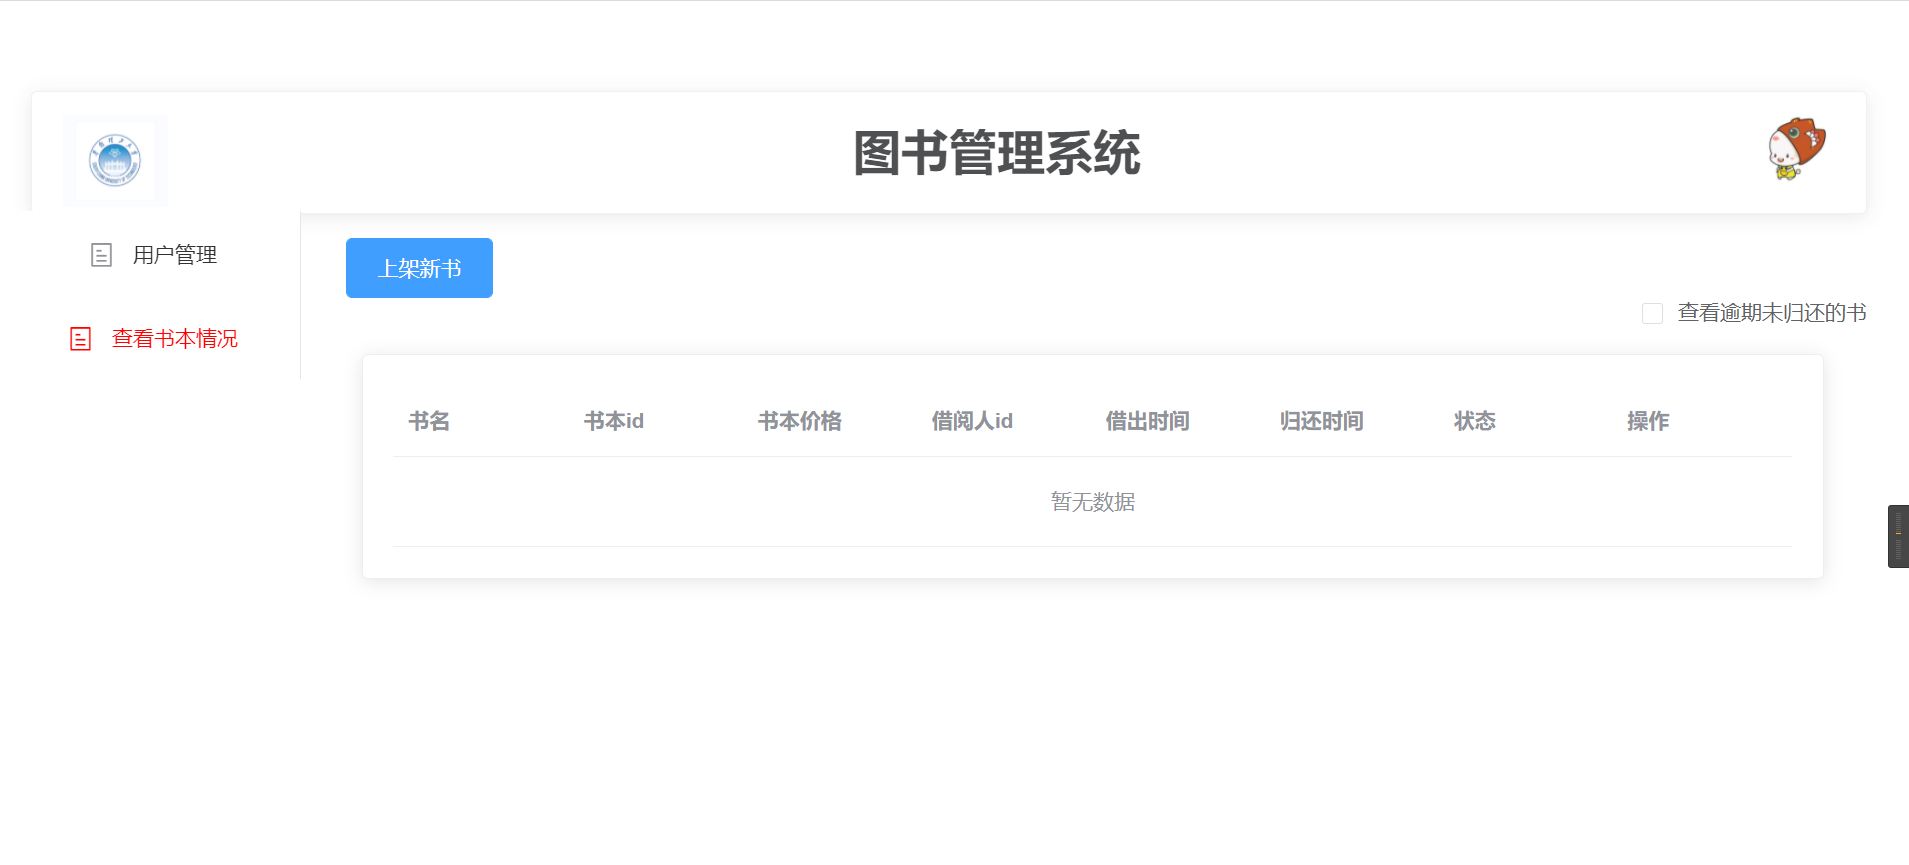 图书管理系统
用户管理
上架新书
查看逾期未归还的书
查看书本情况
书名 书本id 书本价格 借阅人id 借出时间 归还时间 状态 操作
暂无数据